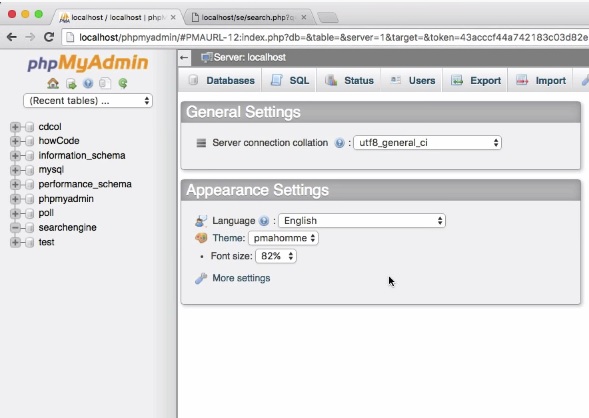 localhost / localhost | phpM
localhost/se/search.php?q
localhost/phpmyadmin/#PMAURL-12:index.php?db=&table=&server=1&target=&token=43acccf44a742183c03d82e
phpMyAdmin
(Recent tables) ...
cdcol
howCode
information_schema
mysql
performance_schema
phpmyadmin
poll
searchengine
test
Server: localhost
Databases SQL Status Users Export Import
General Settings
Server connection collation : utf8_general_ci
Appearance Settings
Language : English
Theme: pmahomme
Font size: 82%
More settings